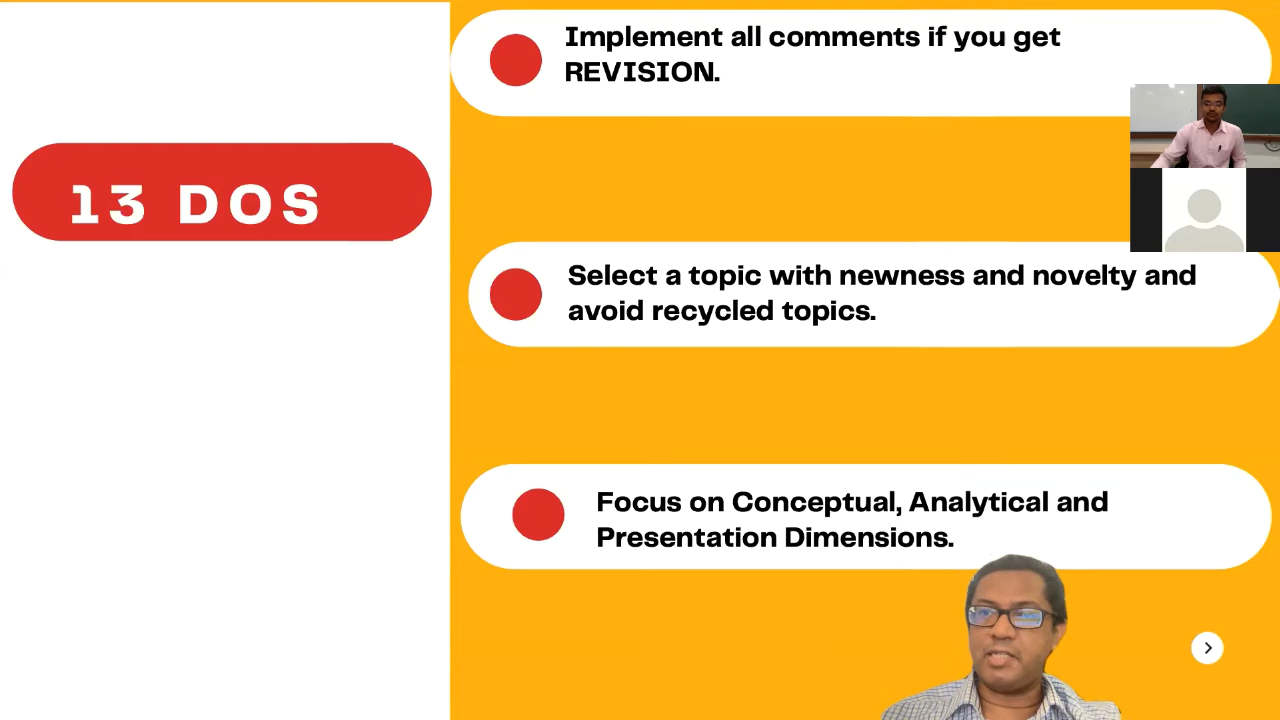 13 DOS
Implement all comments if you get
REVISION.
Select a topic with newness and novelty and
avoid recycled topics.
Focus on Conceptual, Analytical and
Presentation Dimensions.